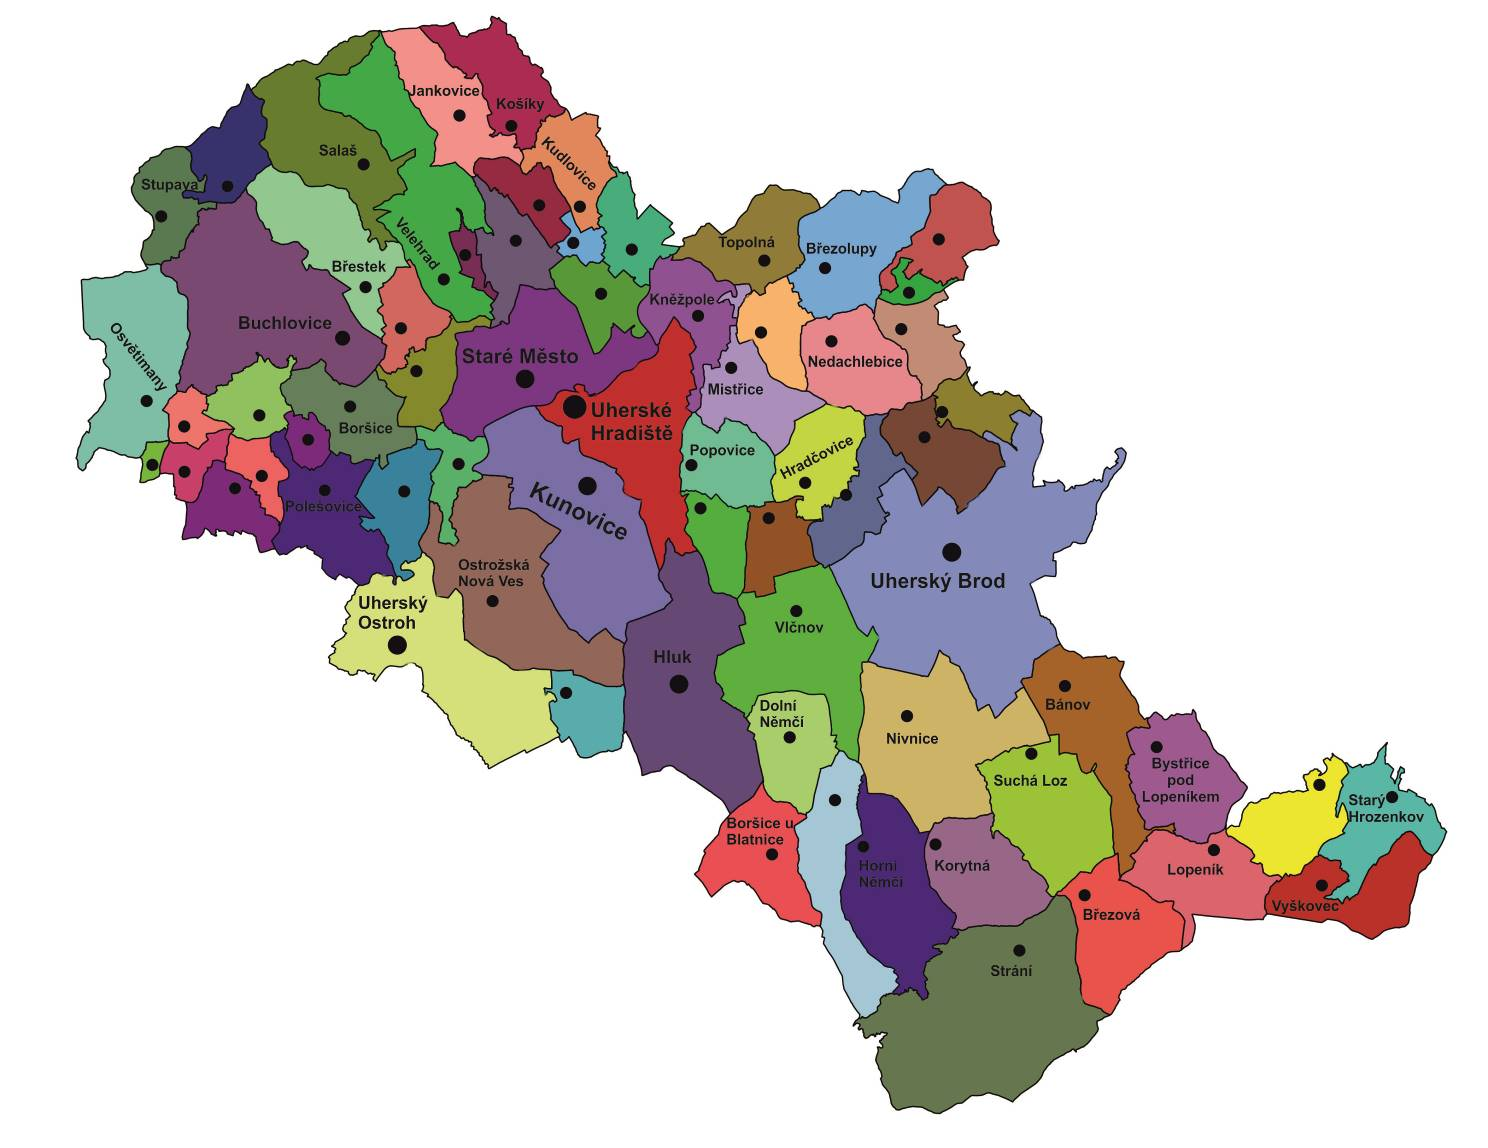 Jankovice
Košíky
Kudlovice
Salaš
Stupava
Velehrad
Topolná
Březolupy
Břestek
Kněžpole
Buchlovice
Osvětimany
Staré Město
Nedachlebice
Mistřice
Uherské
Hradiště
Boršice
Popovice
Hradčovice
Polešovice
Kunovice
Ostrožská
Nová Ves
Uherský Brod
Uherský
Ostroh
Vlčnov
Hluk
Dolní
Němčí
Bánov
Nivnice
Bystřice
pod
Lopeníkem
Suchá Loz
Starý
Hrozenkov
Boršice u
Blatnice
Horní
Němčí
Korytná
Lopeník
Vyškovec
Březová
Strání